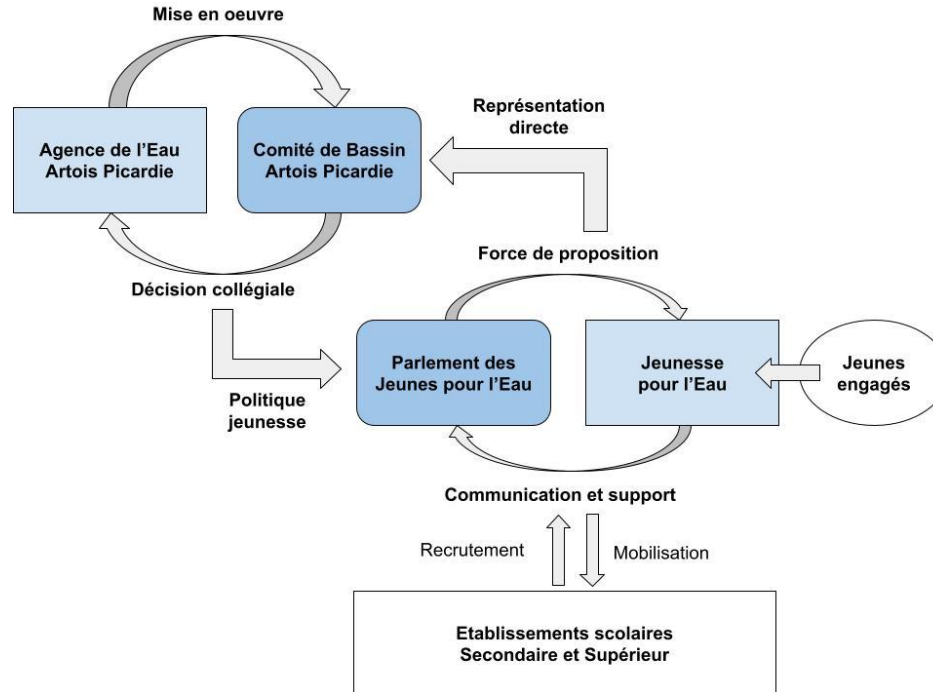 Mise en oeuvre
Agence de l'Eau
Artois Picardie
Comité de Bassin
Artois Picardie
Représentation
directe
Décision collégiale
Force de proposition
Politique
jeunesse
Parlement des
Jeunes pour l'Eau
Jeunesse
pour l'Eau
Jeunes
engagés
Communication et support
Recrutement
Mobilisation
Etablissements scolaires
Secondaire et Supérieur